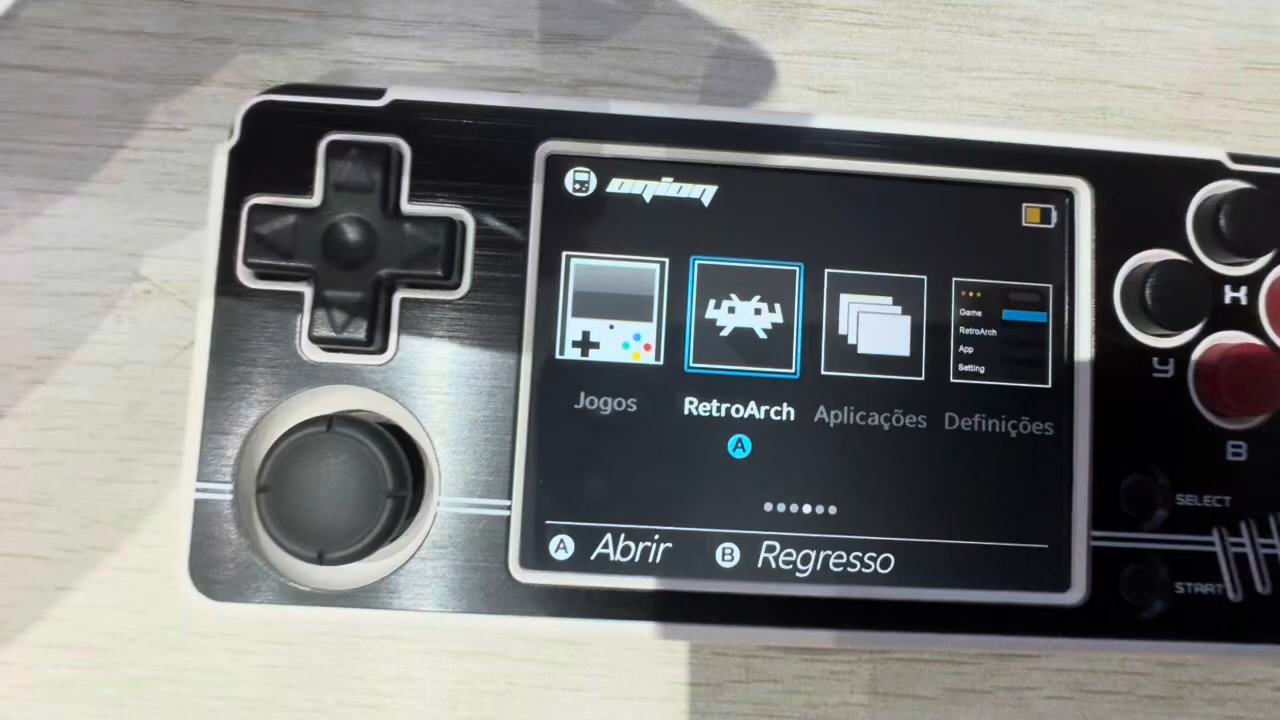 onion
Game
RetroArch
App
Setting
Jogos
RetroArch
Aplicações
Definições
A
A Abrir B Regresso
X
Y
B
SELECT
START